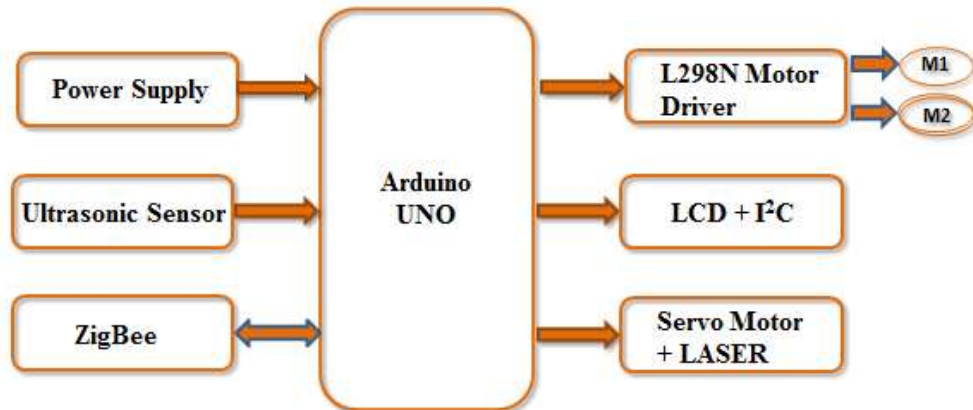 Power Supply
Ultrasonic Sensor
ZigBee
Arduino
UNO
L298N Motor
Driver
M1
M2
LCD + I²C
Servo Motor
+ LASER